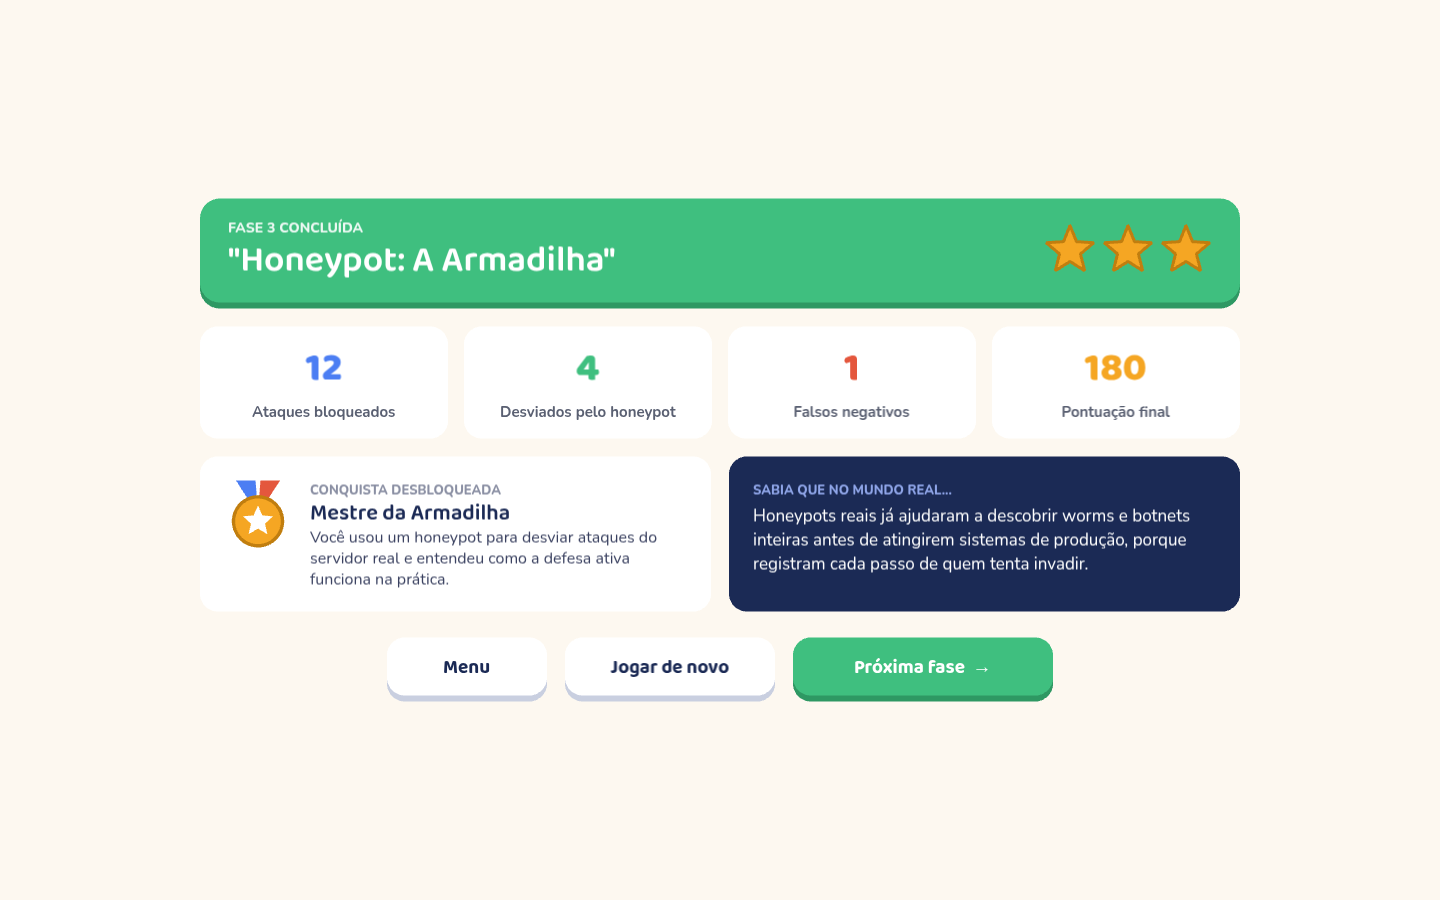 FASE 3 CONCLUÍDA
"Honeypot: A Armadilha"
12
Ataques bloqueados
4
Desviados pelo honeypot
1
Falsos negativos
180
Pontuação final
CONQUISTA DESBLOQUEADA
Mestre da Armadilha
Você usou um honeypot para desviar ataques do
servidor real e entendeu como a defesa ativa
funciona na prática.
SABIA QUE NO MUNDO REAL...
Honeypots reais já ajudaram a descobrir worms e botnets
inteiras antes de atingirem sistemas de produção, porque
registram cada passo de quem tenta invadir.
Menu
Jogar de novo
Próxima fase →